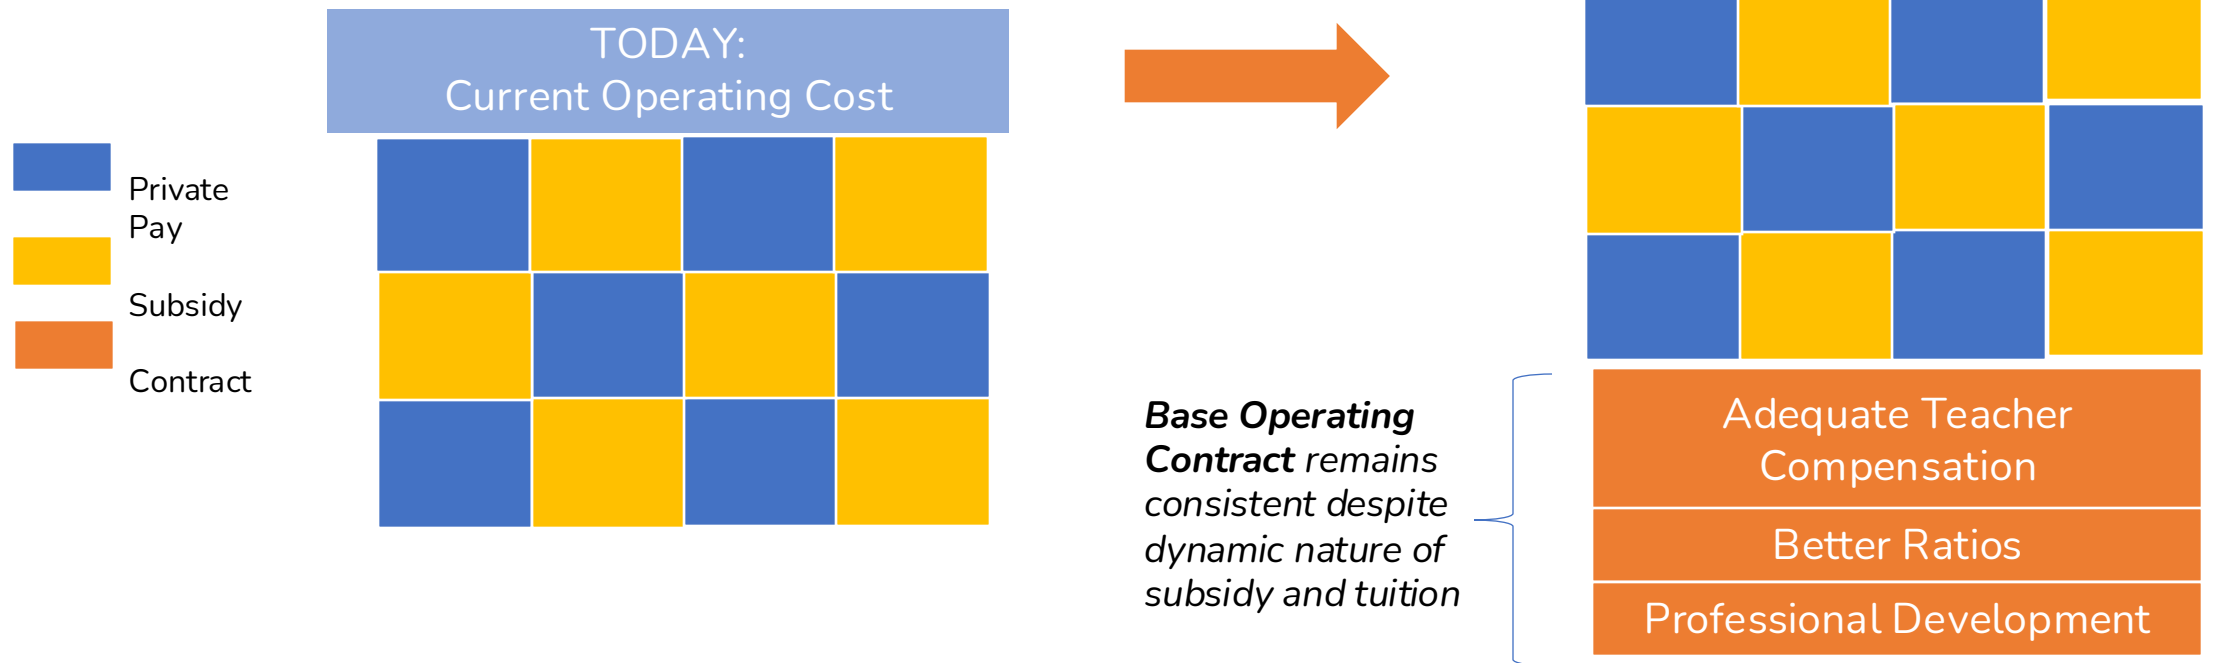 TODAY:
Current Operating Cost
Private
Pay
Subsidy
Contract
Base Operating
Contract remains
consistent despite
dynamic nature of
subsidy and tuition
Adequate Teacher
Compensation
Better Ratios
Professional Development